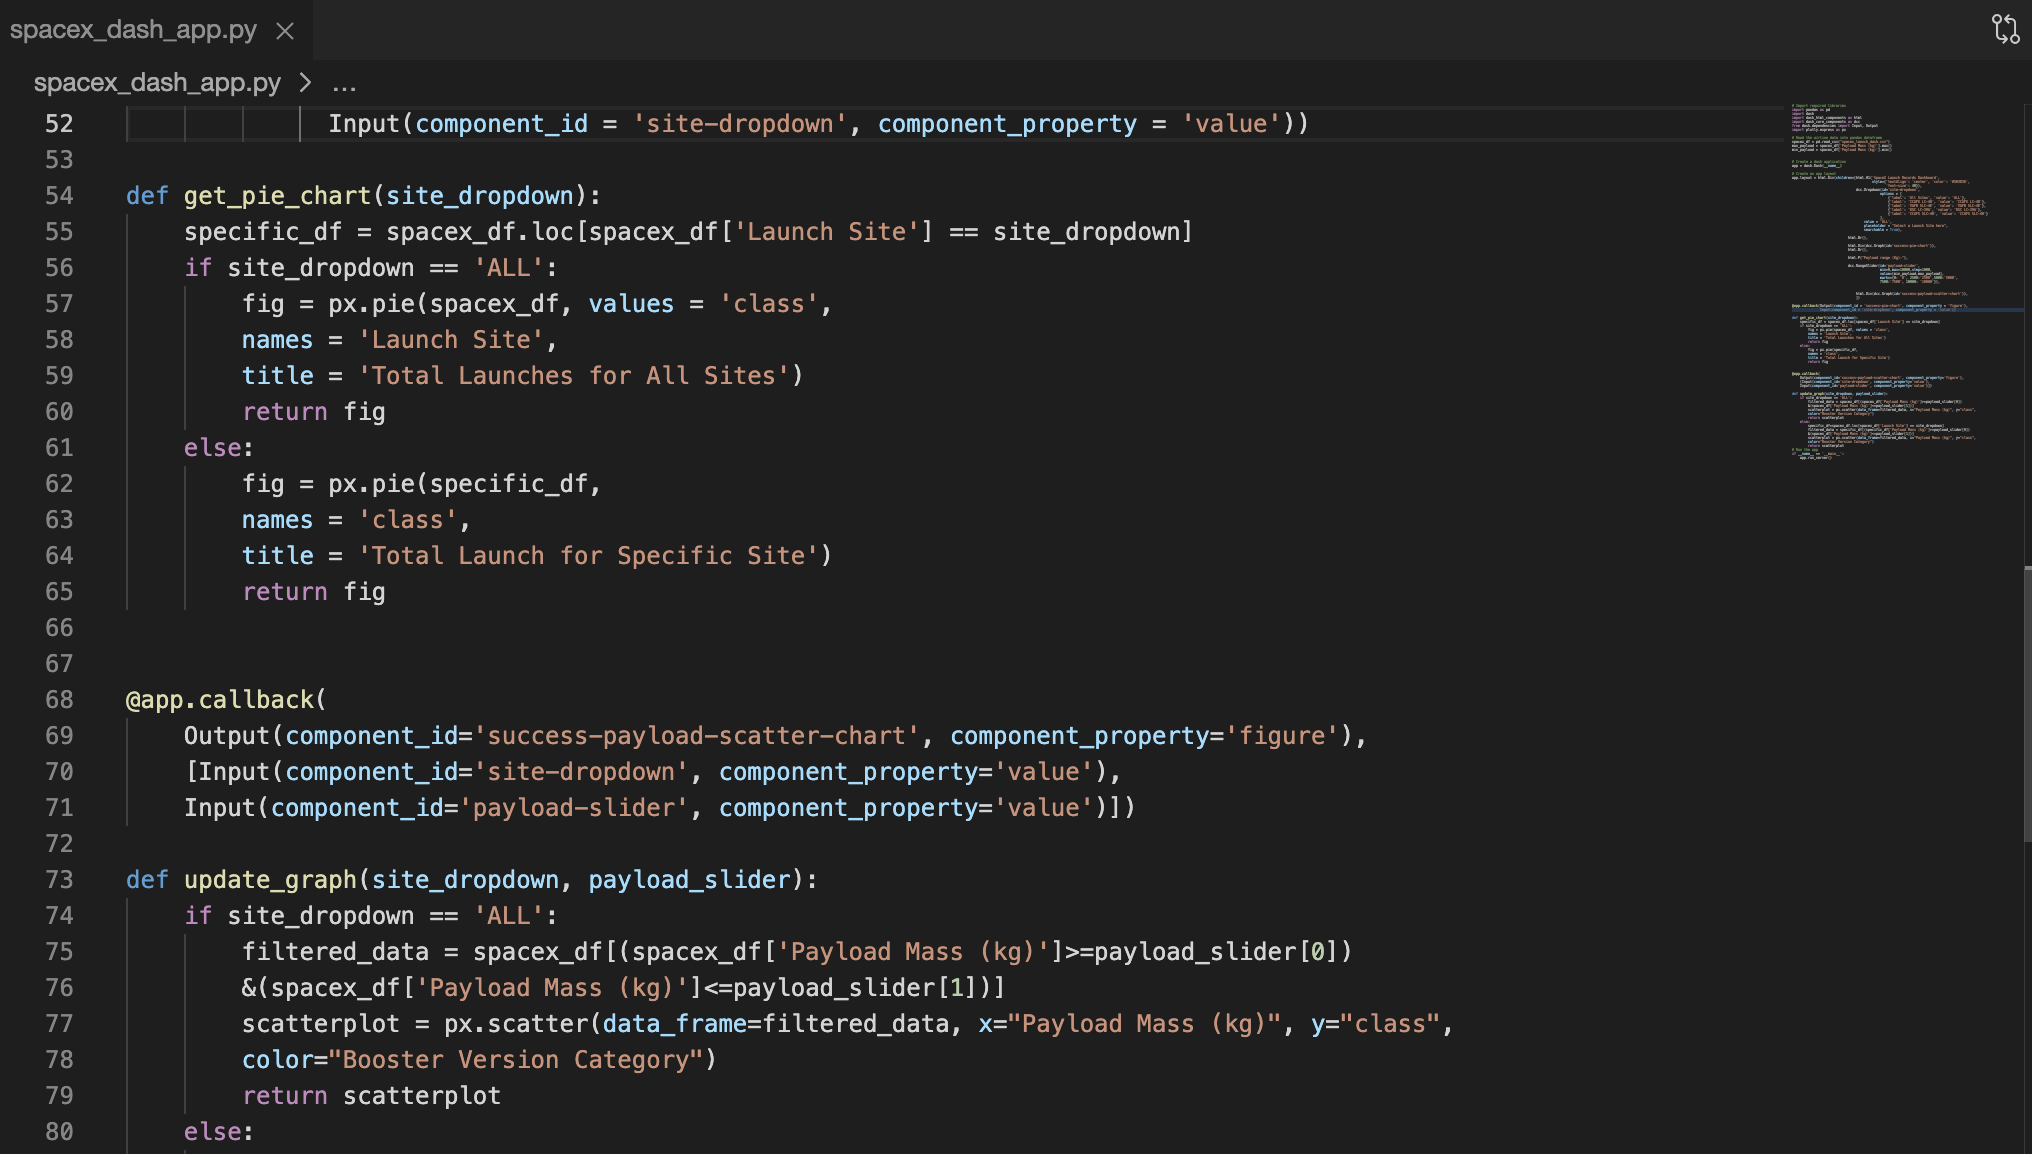 spacex_dash_app.py
spacex_dash_app.py > ...
52 Input(component_id = 'site-dropdown', component_property = 'value'))
53
54 def get_pie_chart(site_dropdown):
55 specific_df = spacex_df.loc[spacex_df['Launch Site'] == site_dropdown]
56 if site_dropdown == 'ALL':
57 fig = px.pie(spacex_df, values = 'class',
58 names = 'Launch Site',
59 title = 'Total Launches for All Sites')
60 return fig
61 else:
62 fig = px.pie(specific_df,
63 names = 'class',
64 title = 'Total Launch for Specific Site')
65 return fig
66
67
68 @app.callback(
69 Output(component_id='success-payload-scatter-chart', component_property='figure'),
70 [Input(component_id='site-dropdown', component_property='value'),
71 Input(component_id='payload-slider', component_property='value')])
72
73 def update_graph(site_dropdown, payload_slider):
74 if site_dropdown == 'ALL':
75 filtered_data = spacex_df[(spacex_df['Payload Mass (kg)']>=payload_slider[0])
76 &(spacex_df['Payload Mass (kg)']<=payload_slider[1])]
77 scatterplot = px.scatter(data_frame=filtered_data, x="Payload Mass (kg)", y="class",
78 color="Booster Version Category")
79 return scatterplot
80 else: